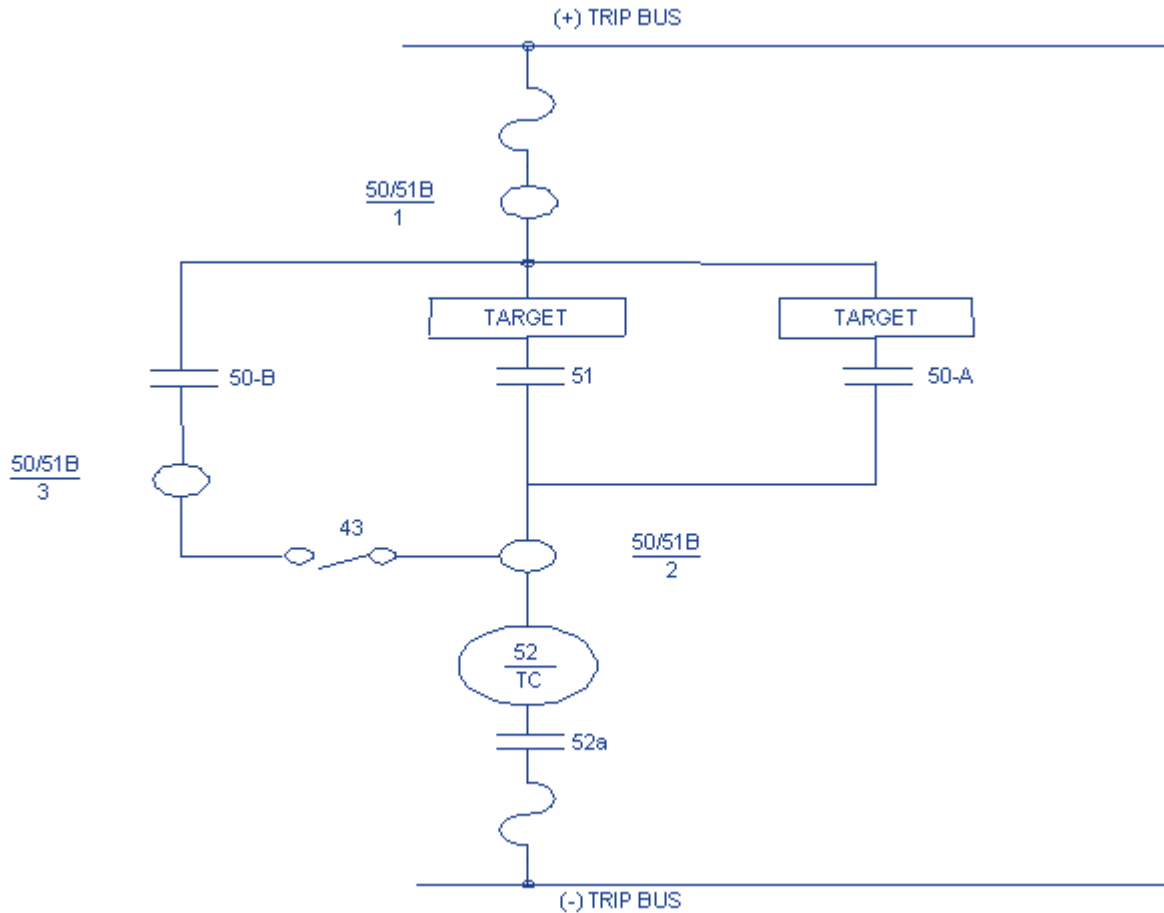 (+) TRIP BUS
50/51B
1
TARGET
TARGET
50-B
51
50-A
50/51B
3
43
50/51B
2
52
TC
52a
(-) TRIP BUS